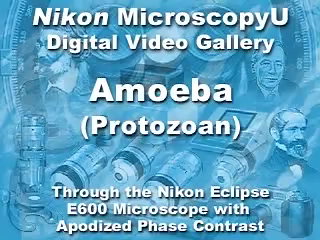 Nikon MicroscopyU
Digital Video Gallery
Amoeba
(Protozoan)
Through the Nikon Eclipse
E600 Microscope with
Apodized Phase Contrast